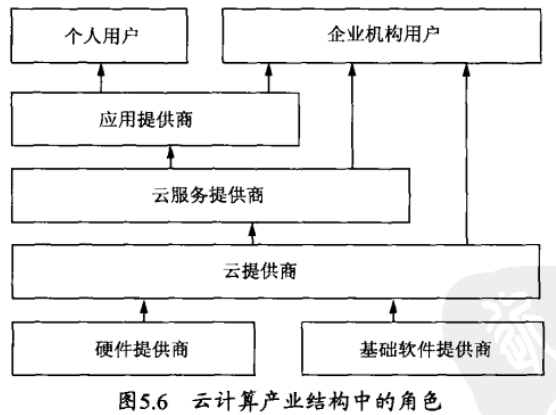 个人用户
企业机构用户
应用提供商
云服务提供商
云提供商
硬件提供商
基础软件提供商
图5.6 云计算产业结构中的角色